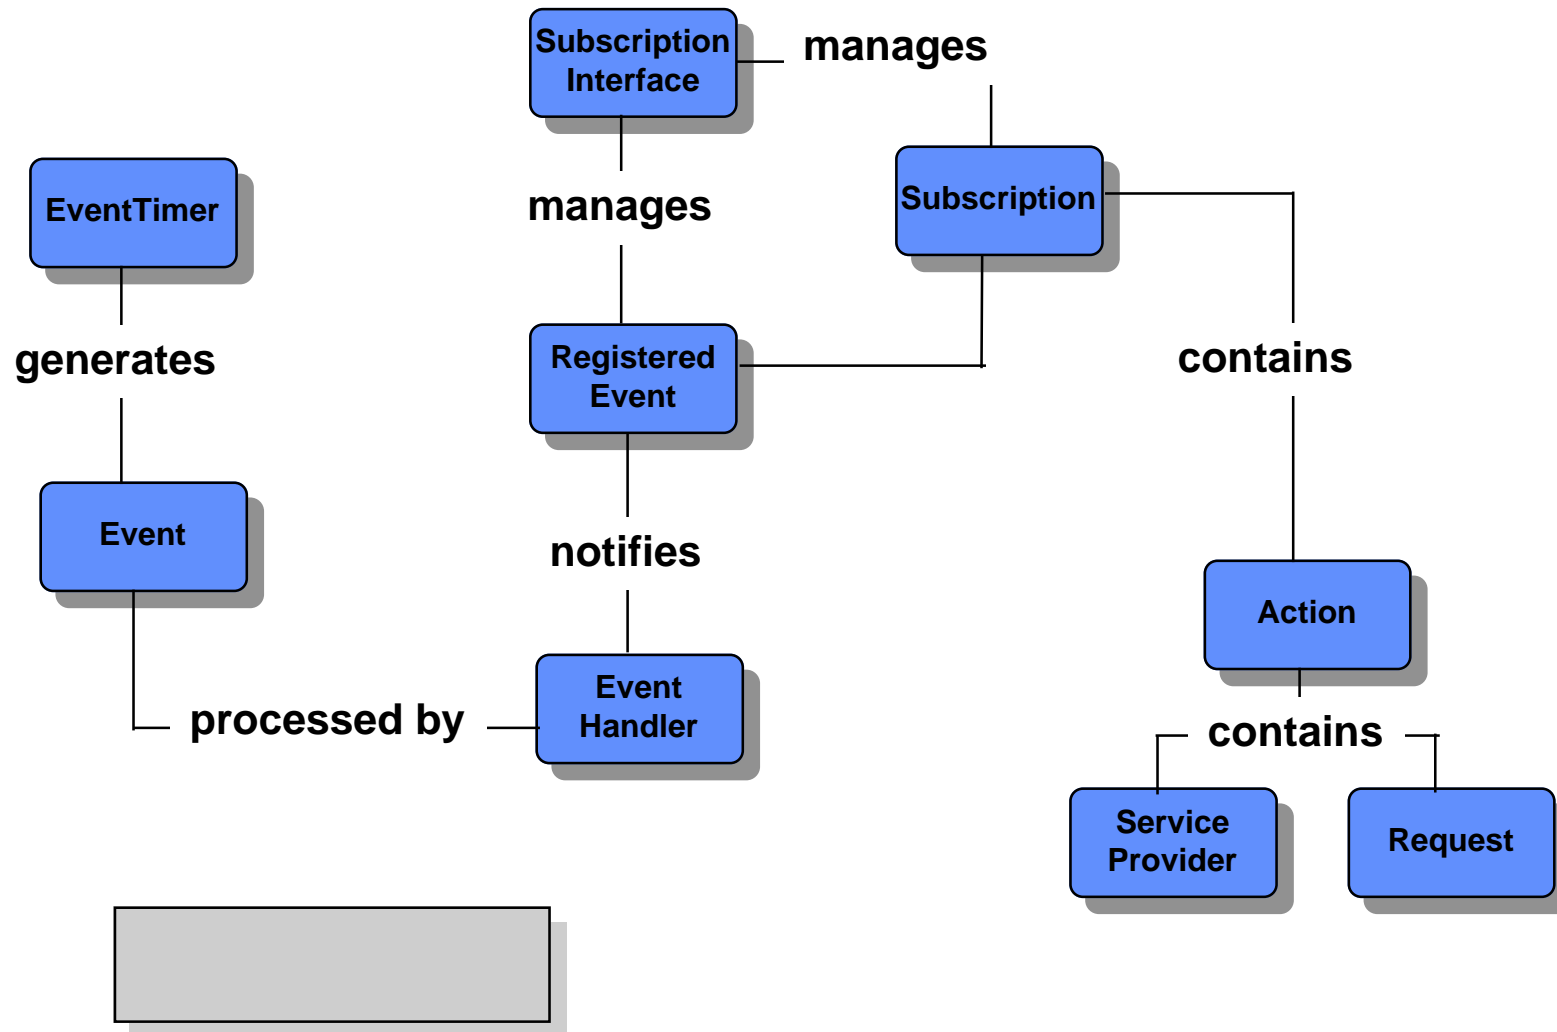 Subscription
Interface
manages
EventTimer
manages
Subscription
generates
Registered
Event
contains
Event
notifies
Action
Event
Handler
processed by
contains
Service
Provider
Request